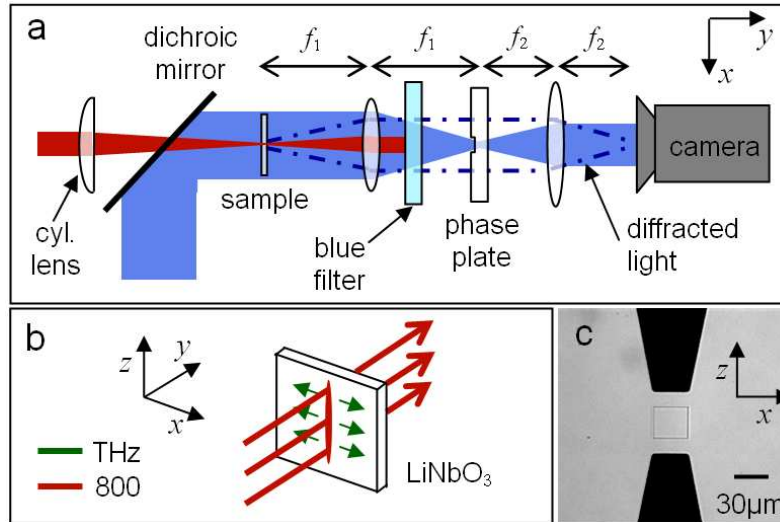 a
dichroic
mirror
f₁
f₁
f₂
f₂
y
x
camera
sample
cyl.
lens
blue
filter
phase
plate
diffracted
light
b
z
y
x
THz
800
LiNbO₃
c
z
x
30µm